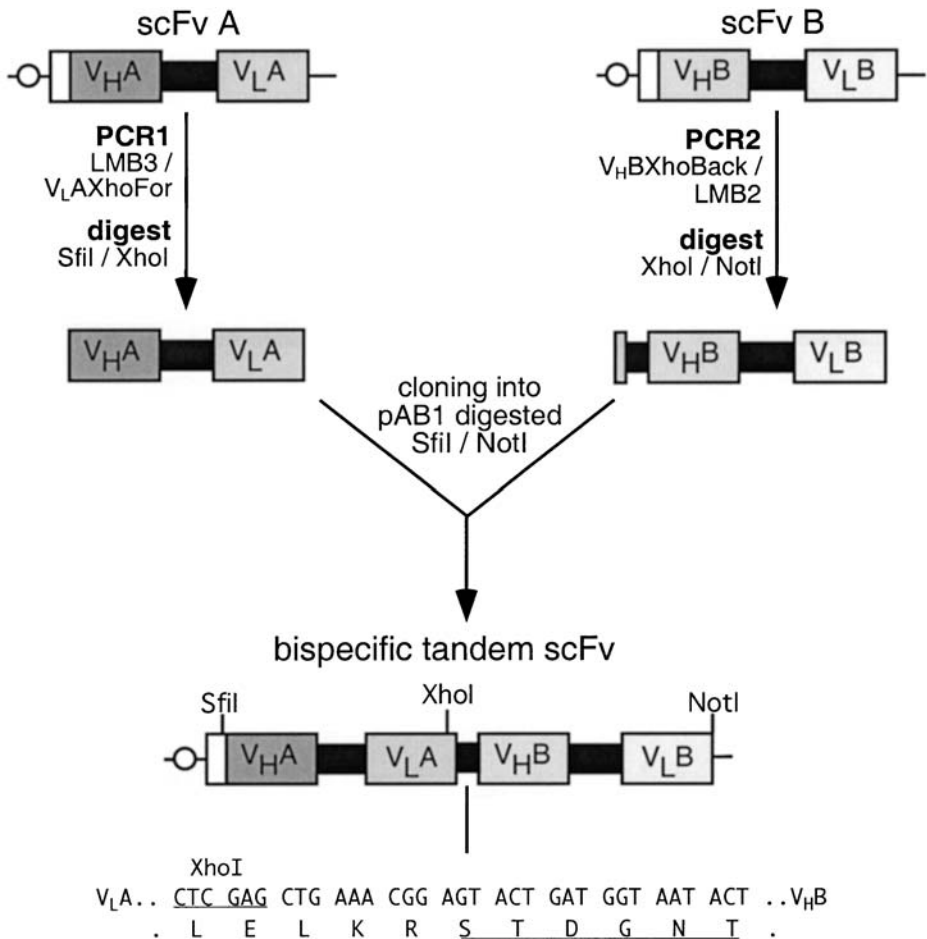 scFv A
scFv B
VHA
VLA
VHB
VLB
PCR1
LMB3 /
VLAXhoFor
digest
SfiI / XhoI
PCR2
VHBXhoBack /
LMB2
digest
XhoI / NotI
VHA
VLA
VHB
VLB
cloning into
pAB1 digested
SfiI / NotI
bispecific tandem scFv
SfiI
XhoI
NotI
VHA
VLA
VHB
VLB
XhoI
VLA.. CTC GAG CTG AAA CGG AGT ACT GAT GGT AAT ACT ..VHB
. L E L K R S T D G N T .